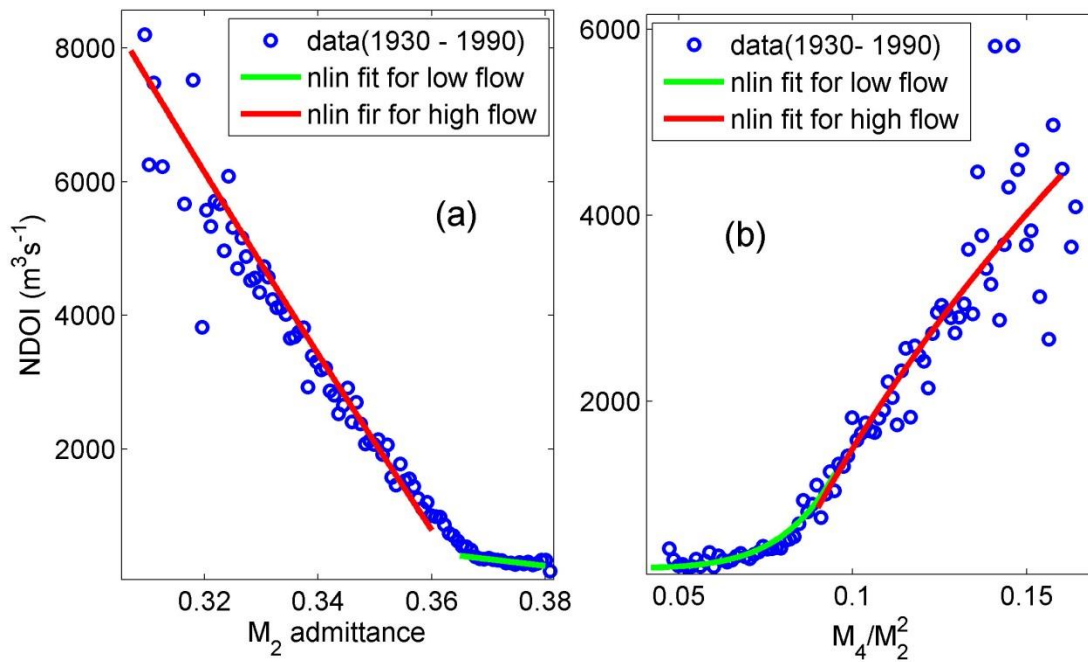 data(1930 - 1990)
nlin fit for low flow
nlin fir for high flow
(a)
NDOI (m³s⁻¹)
8000
6000
4000
2000
0.32
0.34
0.36
0.38
M₂ admittance
data(1930- 1990)
nlin fit for low flow
nlin fit for high flow
(b)
6000
4000
2000
0.05
0.1
0.15
M₄/M₂²